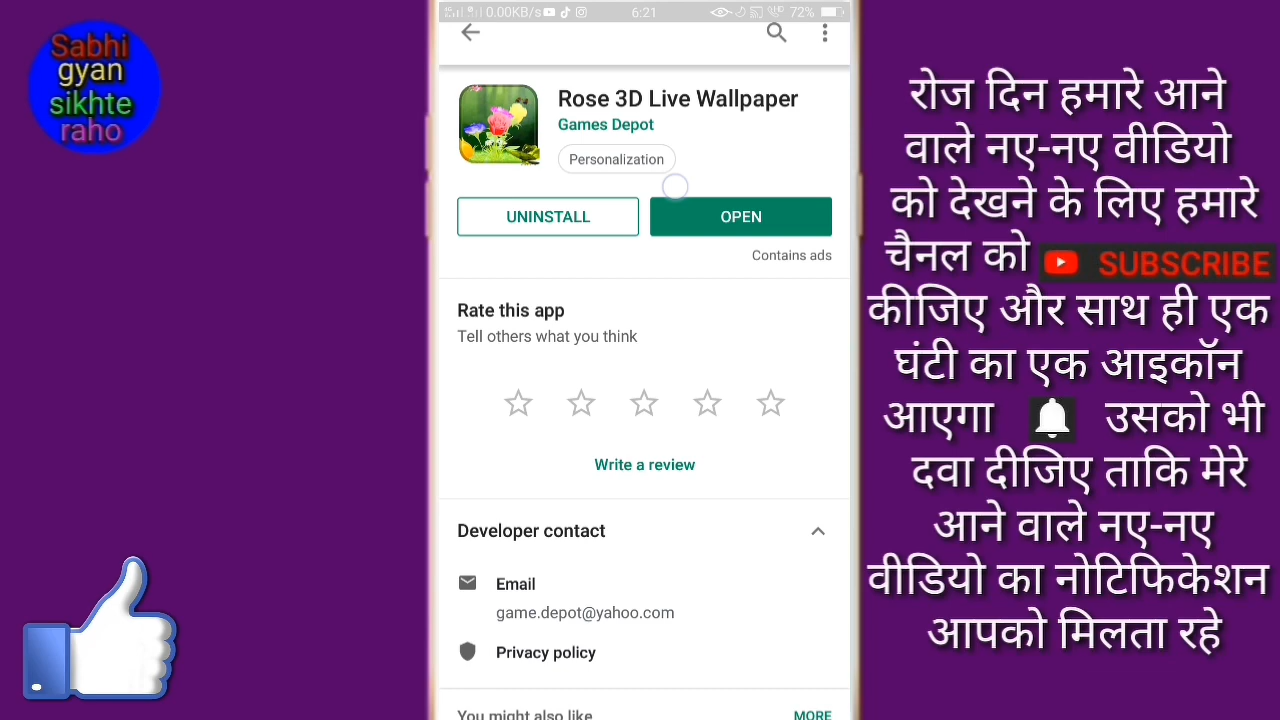 Sabhi
gyan
sikhte
raho
0.00KB/s 6:21 72%
Rose 3D Live Wallpaper
Games Depot
Personalization
UNINSTALL OPEN
Contains ads
Rate this app
Tell others what you think
Write a review
Developer contact
Email
game.depot@yahoo.com
Privacy policy
You might also like MORE
रोज दिन हमारे आने
वाले नए-नए वीडियो
को देखने के लिए हमारे
चैनल को SUBSCRIBE
कीजिए और साथ ही एक
घंटी का एक आइकॉन
आएगा उसको भी
दवा दीजिए ताकि मेरे
आने वाले नए-नए
वीडियो का नोटिफिकेशन
आपको मिलता रहे